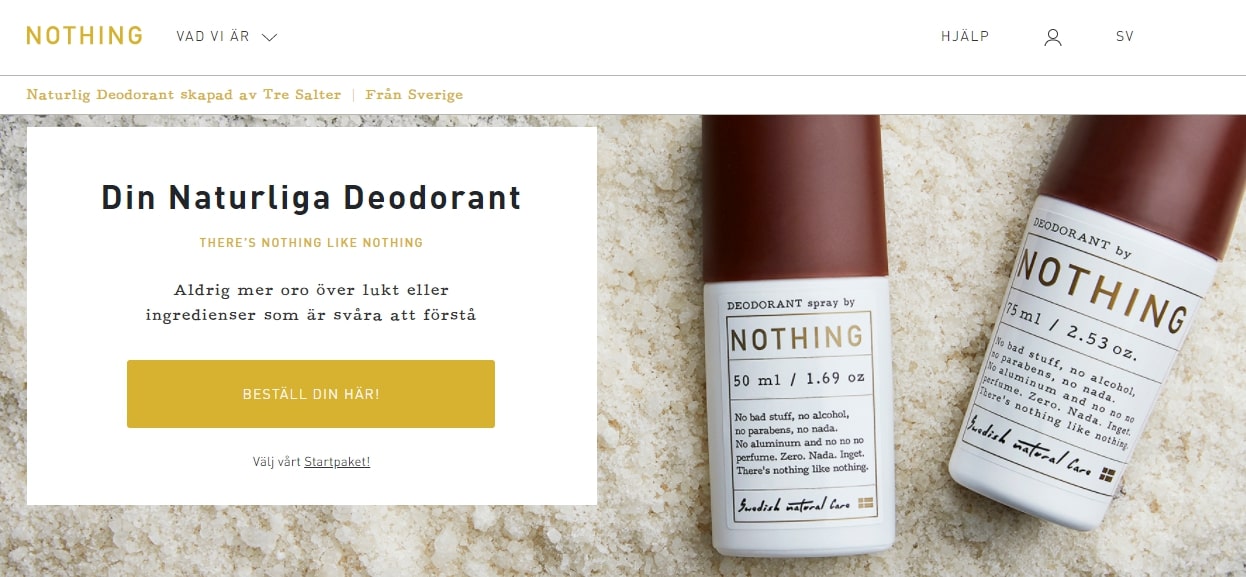 NOTHING
VAD VI ÄR
HJÄLP
SV
Naturlig Deodorant skapad av Tre Salter | Från Sverige
Din Naturliga Deodorant
THERE'S NOTHING LIKE NOTHING
Aldrig mer oro över lukt eller
ingredienser som är svåra att förstå
BESTÄLL DIN HÄR!
Välj vårt Startpaket!
DEODORANT spray by
NOTHING
50 ml / 1.69 oz
No bad stuff, no alcohol,
no parabens, no nada.
No aluminum and no no no
perfume. Zero. Nada. Inget.
There's nothing like nothing.
Swedish natural Care
DEODORANT by
NOTHING
75 ml / 2.53 oz.
No bad stuff, no alcohol,
no parabens, no nada.
No aluminum and no no no
perfume. Zero. Nada. Inget.
There's nothing like nothing.
Swedish natural Care